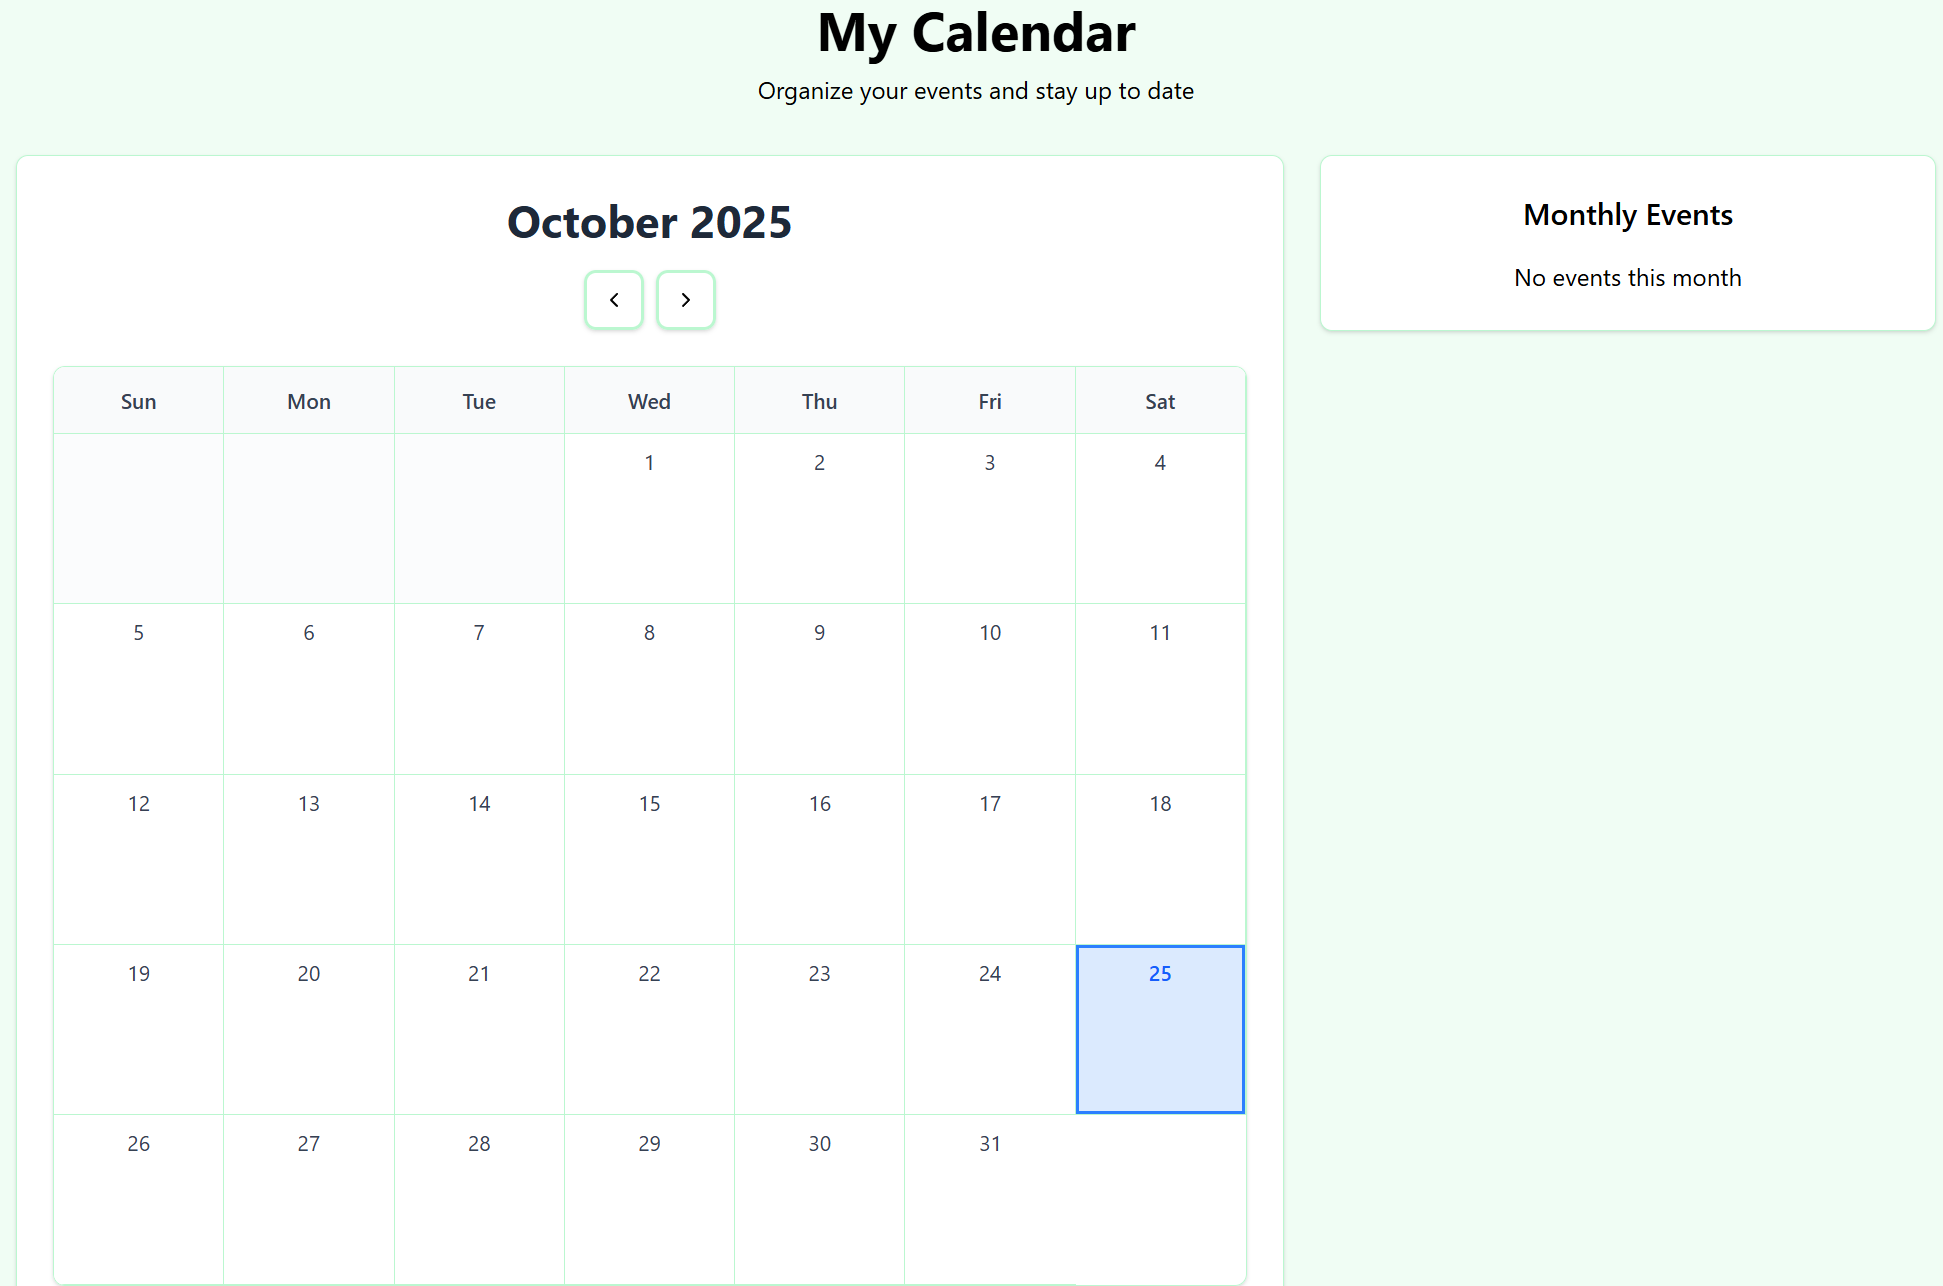 My Calendar
Organize your events and stay up to date
October 2025
Sun Mon Tue Wed Thu Fri Sat
1 2 3 4
5 6 7 8 9 10 11
12 13 14 15 16 17 18
19 20 21 22 23 24 25
26 27 28 29 30 31
Monthly Events
No events this month